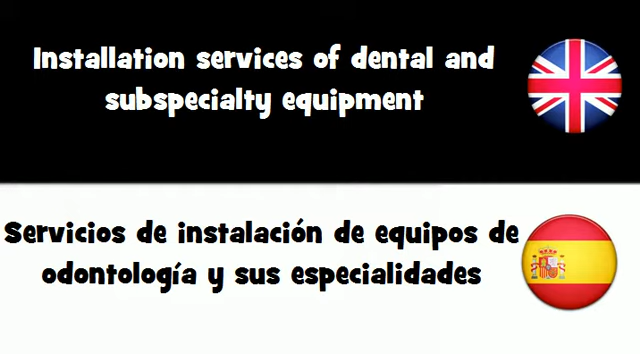 Installation services of dental and
subspecialty equipment
Servicios de instalación de equipos de
odontología y sus especialidades